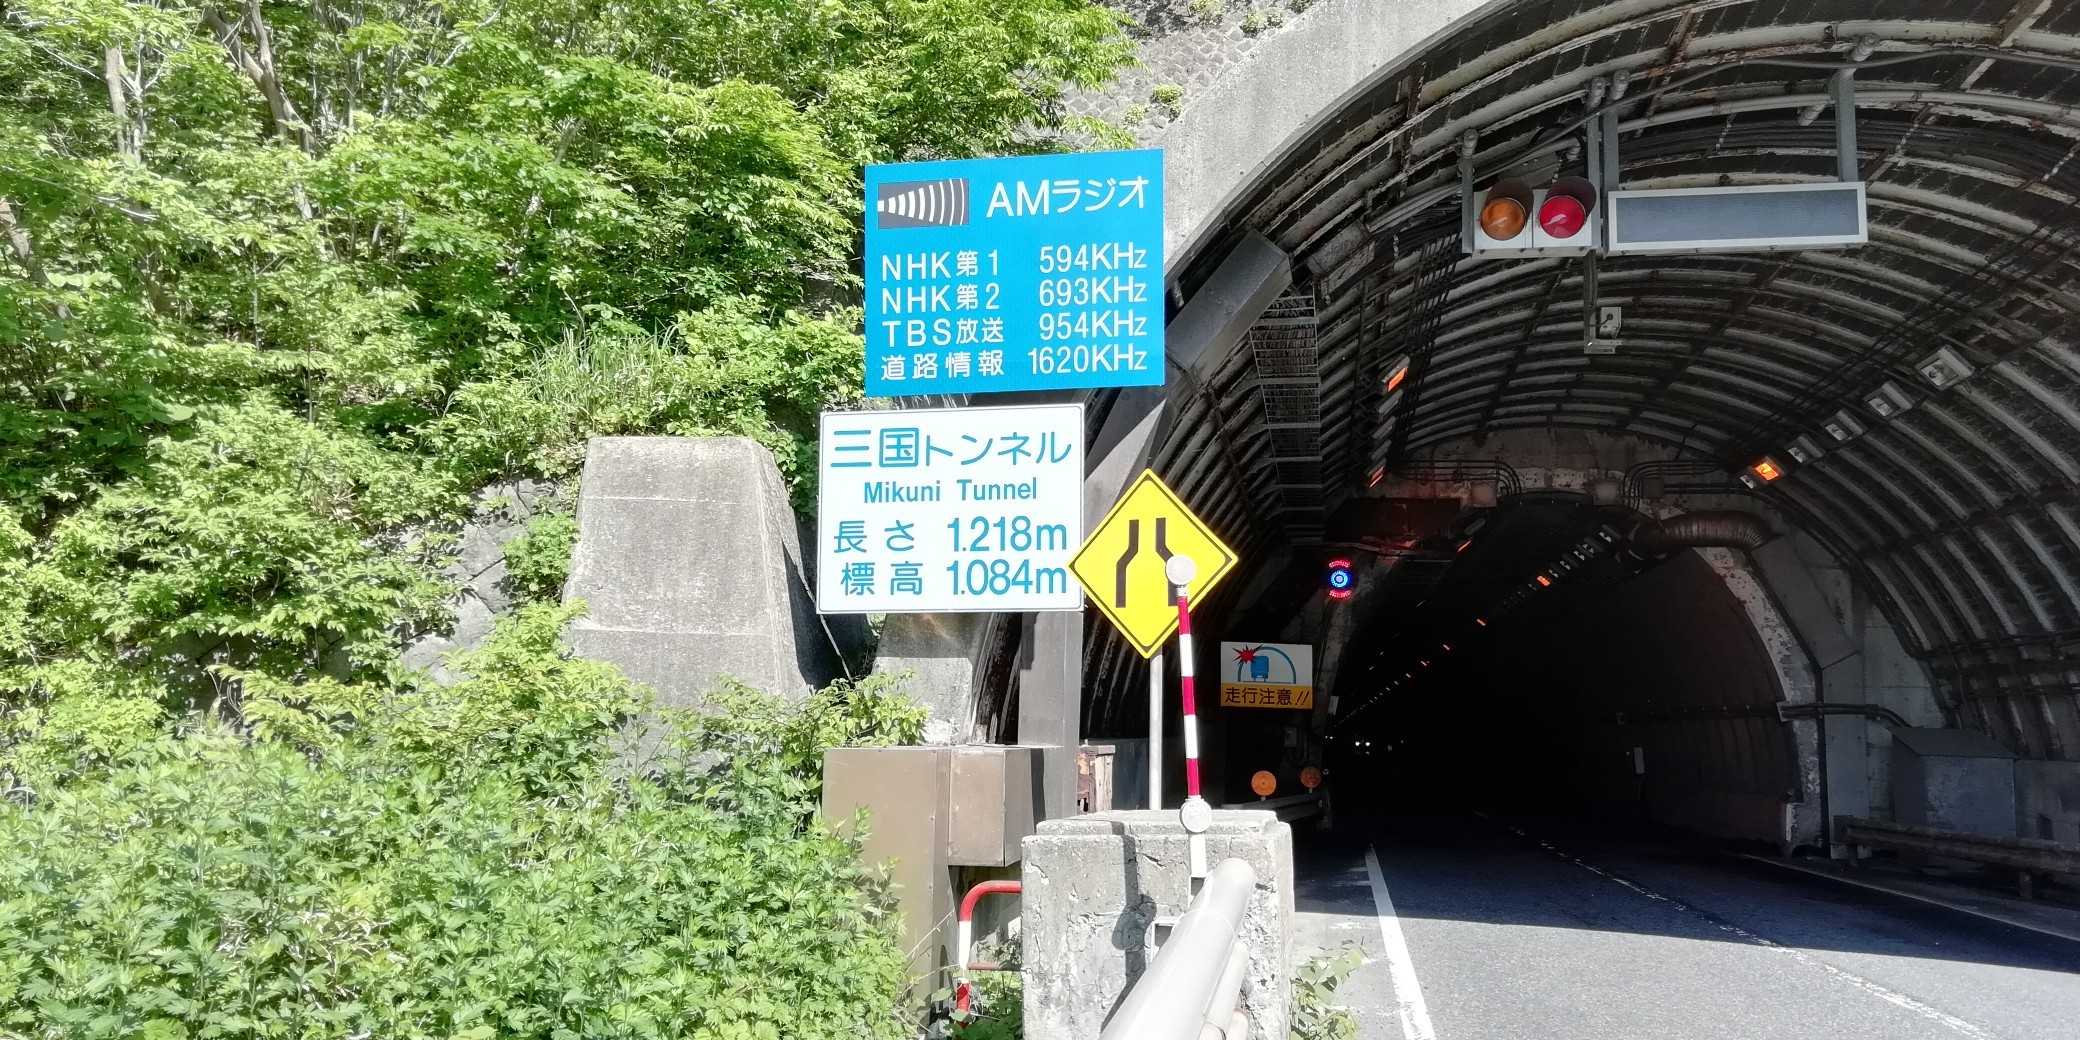 AMラジオ
NHK第1 594KHz
NHK第2 693KHz
TBS放送 954KHz
道路情報 1620KHz
三国トンネル
Mikuni Tunnel
長さ 1.218m
標高 1.084m
走行注意!!